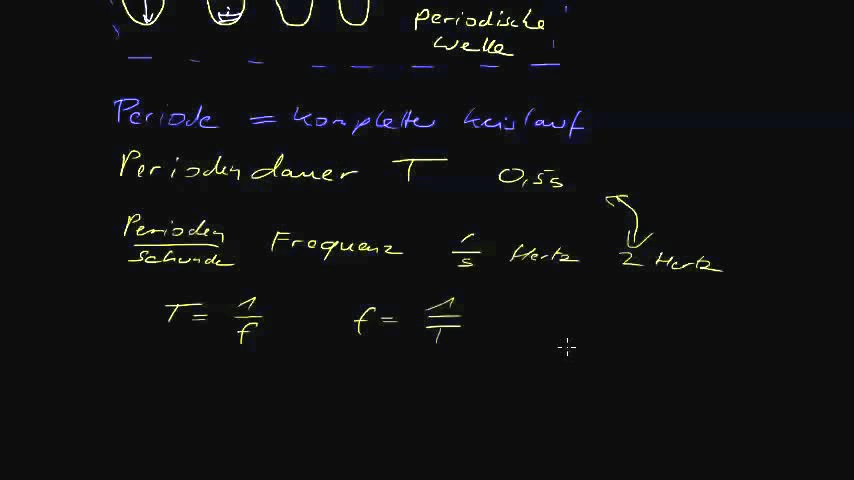 Periodische
Welle
Periode = kompletter Kreislauf
Periodendauer T 0,5s
Perioden
Sekunde
Frequenz 1/s Hertz 2 Hertz
T = 1/f f = 1/T